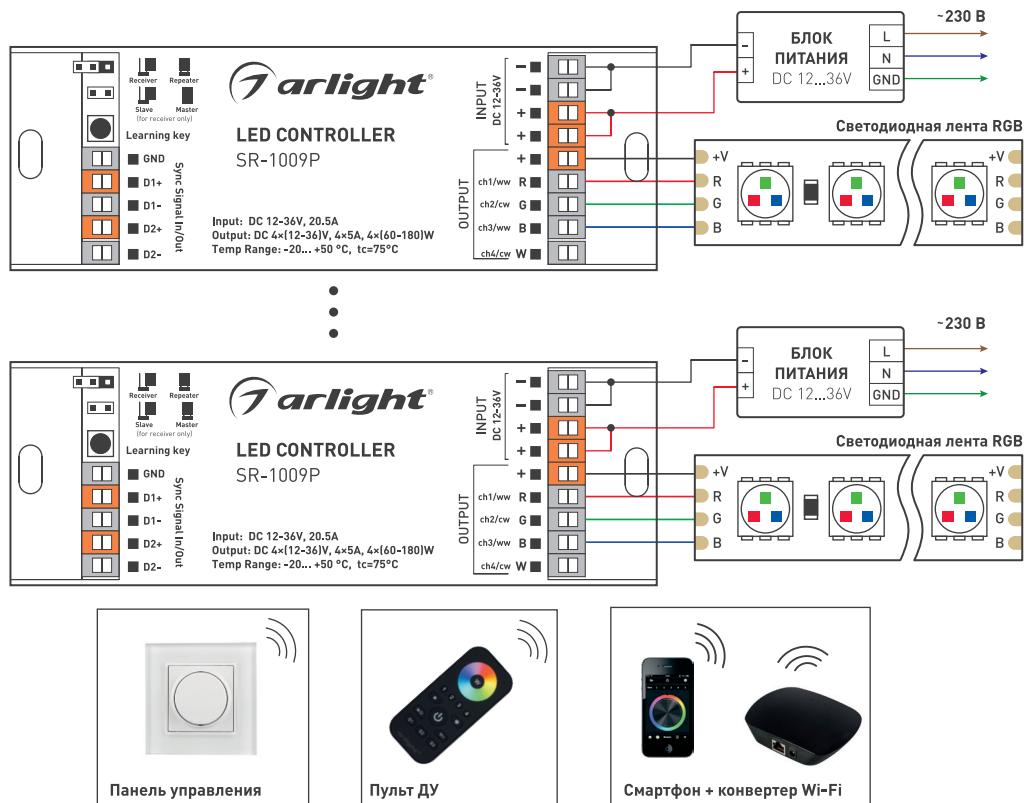 ~230 В
БЛОК
ПИТАНИЯ
DC 12...36V
-
+
L
N
GND
Receiver
Repeater
Slave
Master
(for receiver only)
Learning key
GND
D1+
D1-
D2+
D2-
Sync Signal In/Out
arlight®
LED CONTROLLER
SR-1009P
Input: DC 12-36V, 20.5A
Output: DC 4×(12-36)V, 4×5A, 4×(60-180)W
Temp Range: -20... +50 °C, tc=75°C
INPUT
DC 12-36V
-
-
+
+
OUTPUT
+
ch1/ww R
ch2/cw G
ch3/ww B
ch4/cw W
Светодиодная лента RGB
+V
R
G
B
+V
R
G
B
~230 В
БЛОК
ПИТАНИЯ
DC 12...36V
-
+
L
N
GND
Receiver
Repeater
Slave
Master
(for receiver only)
Learning key
GND
D1+
D1-
D2+
D2-
Sync Signal In/Out
arlight®
LED CONTROLLER
SR-1009P
Input: DC 12-36V, 20.5A
Output: DC 4×(12-36)V, 4×5A, 4×(60-180)W
Temp Range: -20... +50 °C, tc=75°C
INPUT
DC 12-36V
-
-
+
+
OUTPUT
+
ch1/ww R
ch2/cw G
ch3/ww B
ch4/cw W
Светодиодная лента RGB
+V
R
G
B
+V
R
G
B
Панель управления
Пульт ДУ
Смартфон + конвертер Wi-Fi